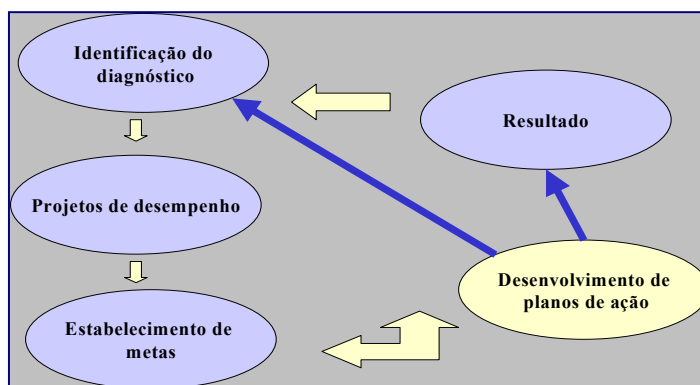 Identificação do
diagnóstico
Resultado
Projetos de desempenho
Desenvolvimento de
planos de ação
Estabelecimento de
metas